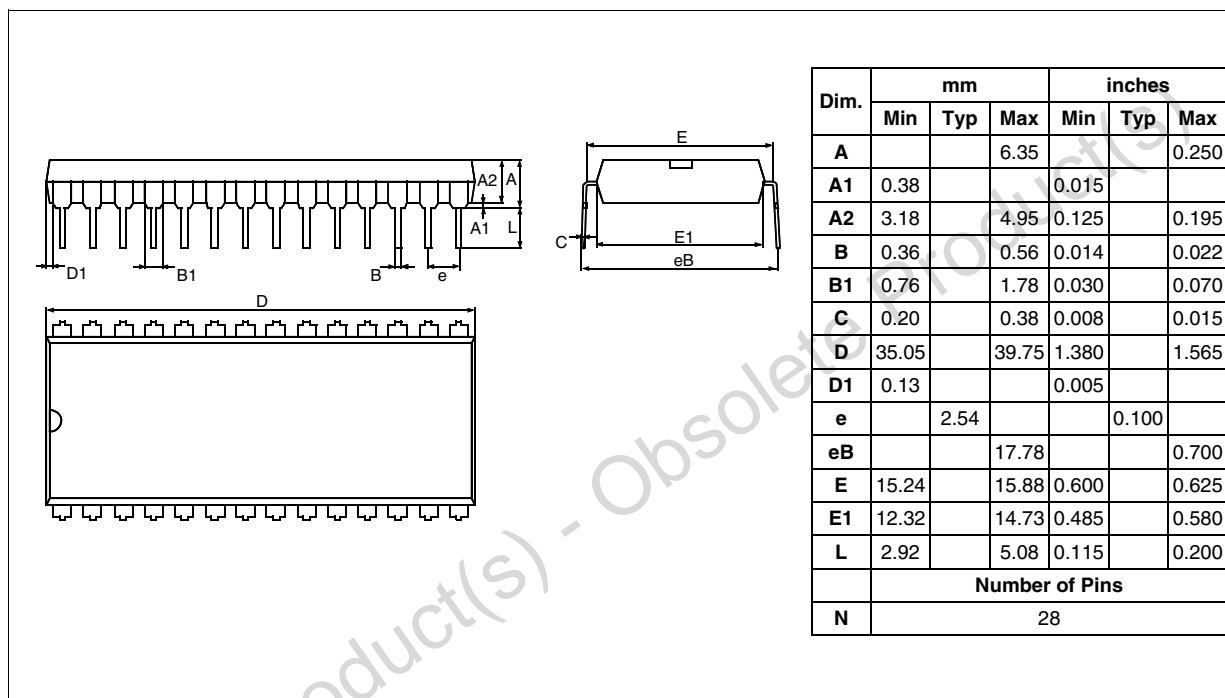 A2
A
A1
L
D1
B1
B
e
D
E
C
E1
eB
Dim. mm inches
Min Typ Max Min Typ Max
A 6.35 0.250
A1 0.38 0.015
A2 3.18 4.95 0.125 0.195
B 0.36 0.56 0.014 0.022
B1 0.76 1.78 0.030 0.070
C 0.20 0.38 0.008 0.015
D 35.05 39.75 1.380 1.565
D1 0.13 0.005
e 2.54 0.100
eB 17.78 0.700
E 15.24 15.88 0.600 0.625
E1 12.32 14.73 0.485 0.580
L 2.92 5.08 0.115 0.200
Number of Pins
N 28
roduct(s) - Obsolete Product(s)